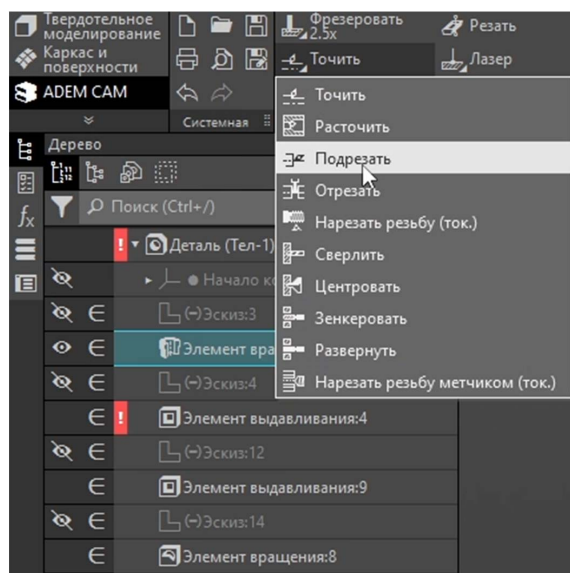 Твердотельное
моделирование
Фрезеровать
2.5x
Резать
Каркас и
поверхности
Точить
Лазер
ADEM CAM
Системная
Точить
Расточить
Подрезать
Отрезать
Нарезать резьбу (ток.)
Сверлить
Центровать
Зенкеровать
Развернуть
Нарезать резьбу метчиком (ток.)
Дерево
Поиск (Ctrl+/)
Деталь (Тел-1)
Начало ко
(-)Эскиз:3
Элемент вра
(-)Эскиз:4
Элемент выдавливания:4
(-)Эскиз:12
Элемент выдавливания:9
(-)Эскиз:14
Элемент вращения:8